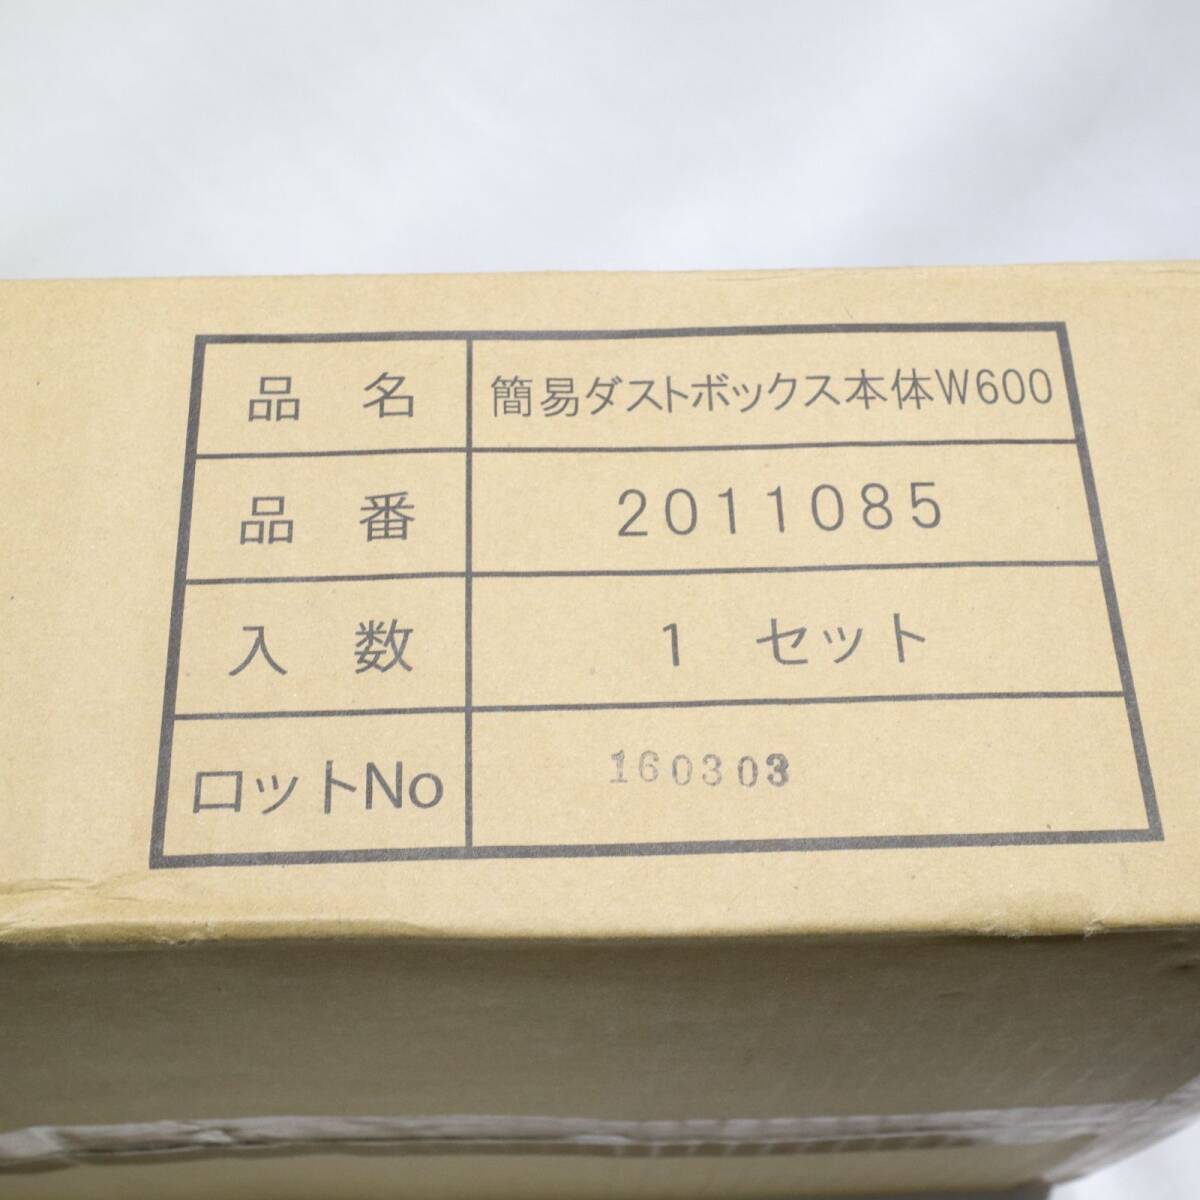 品名 簡易ダストボックス本体W600
品番 2011085
入数 1 セット
ロットNo 160303